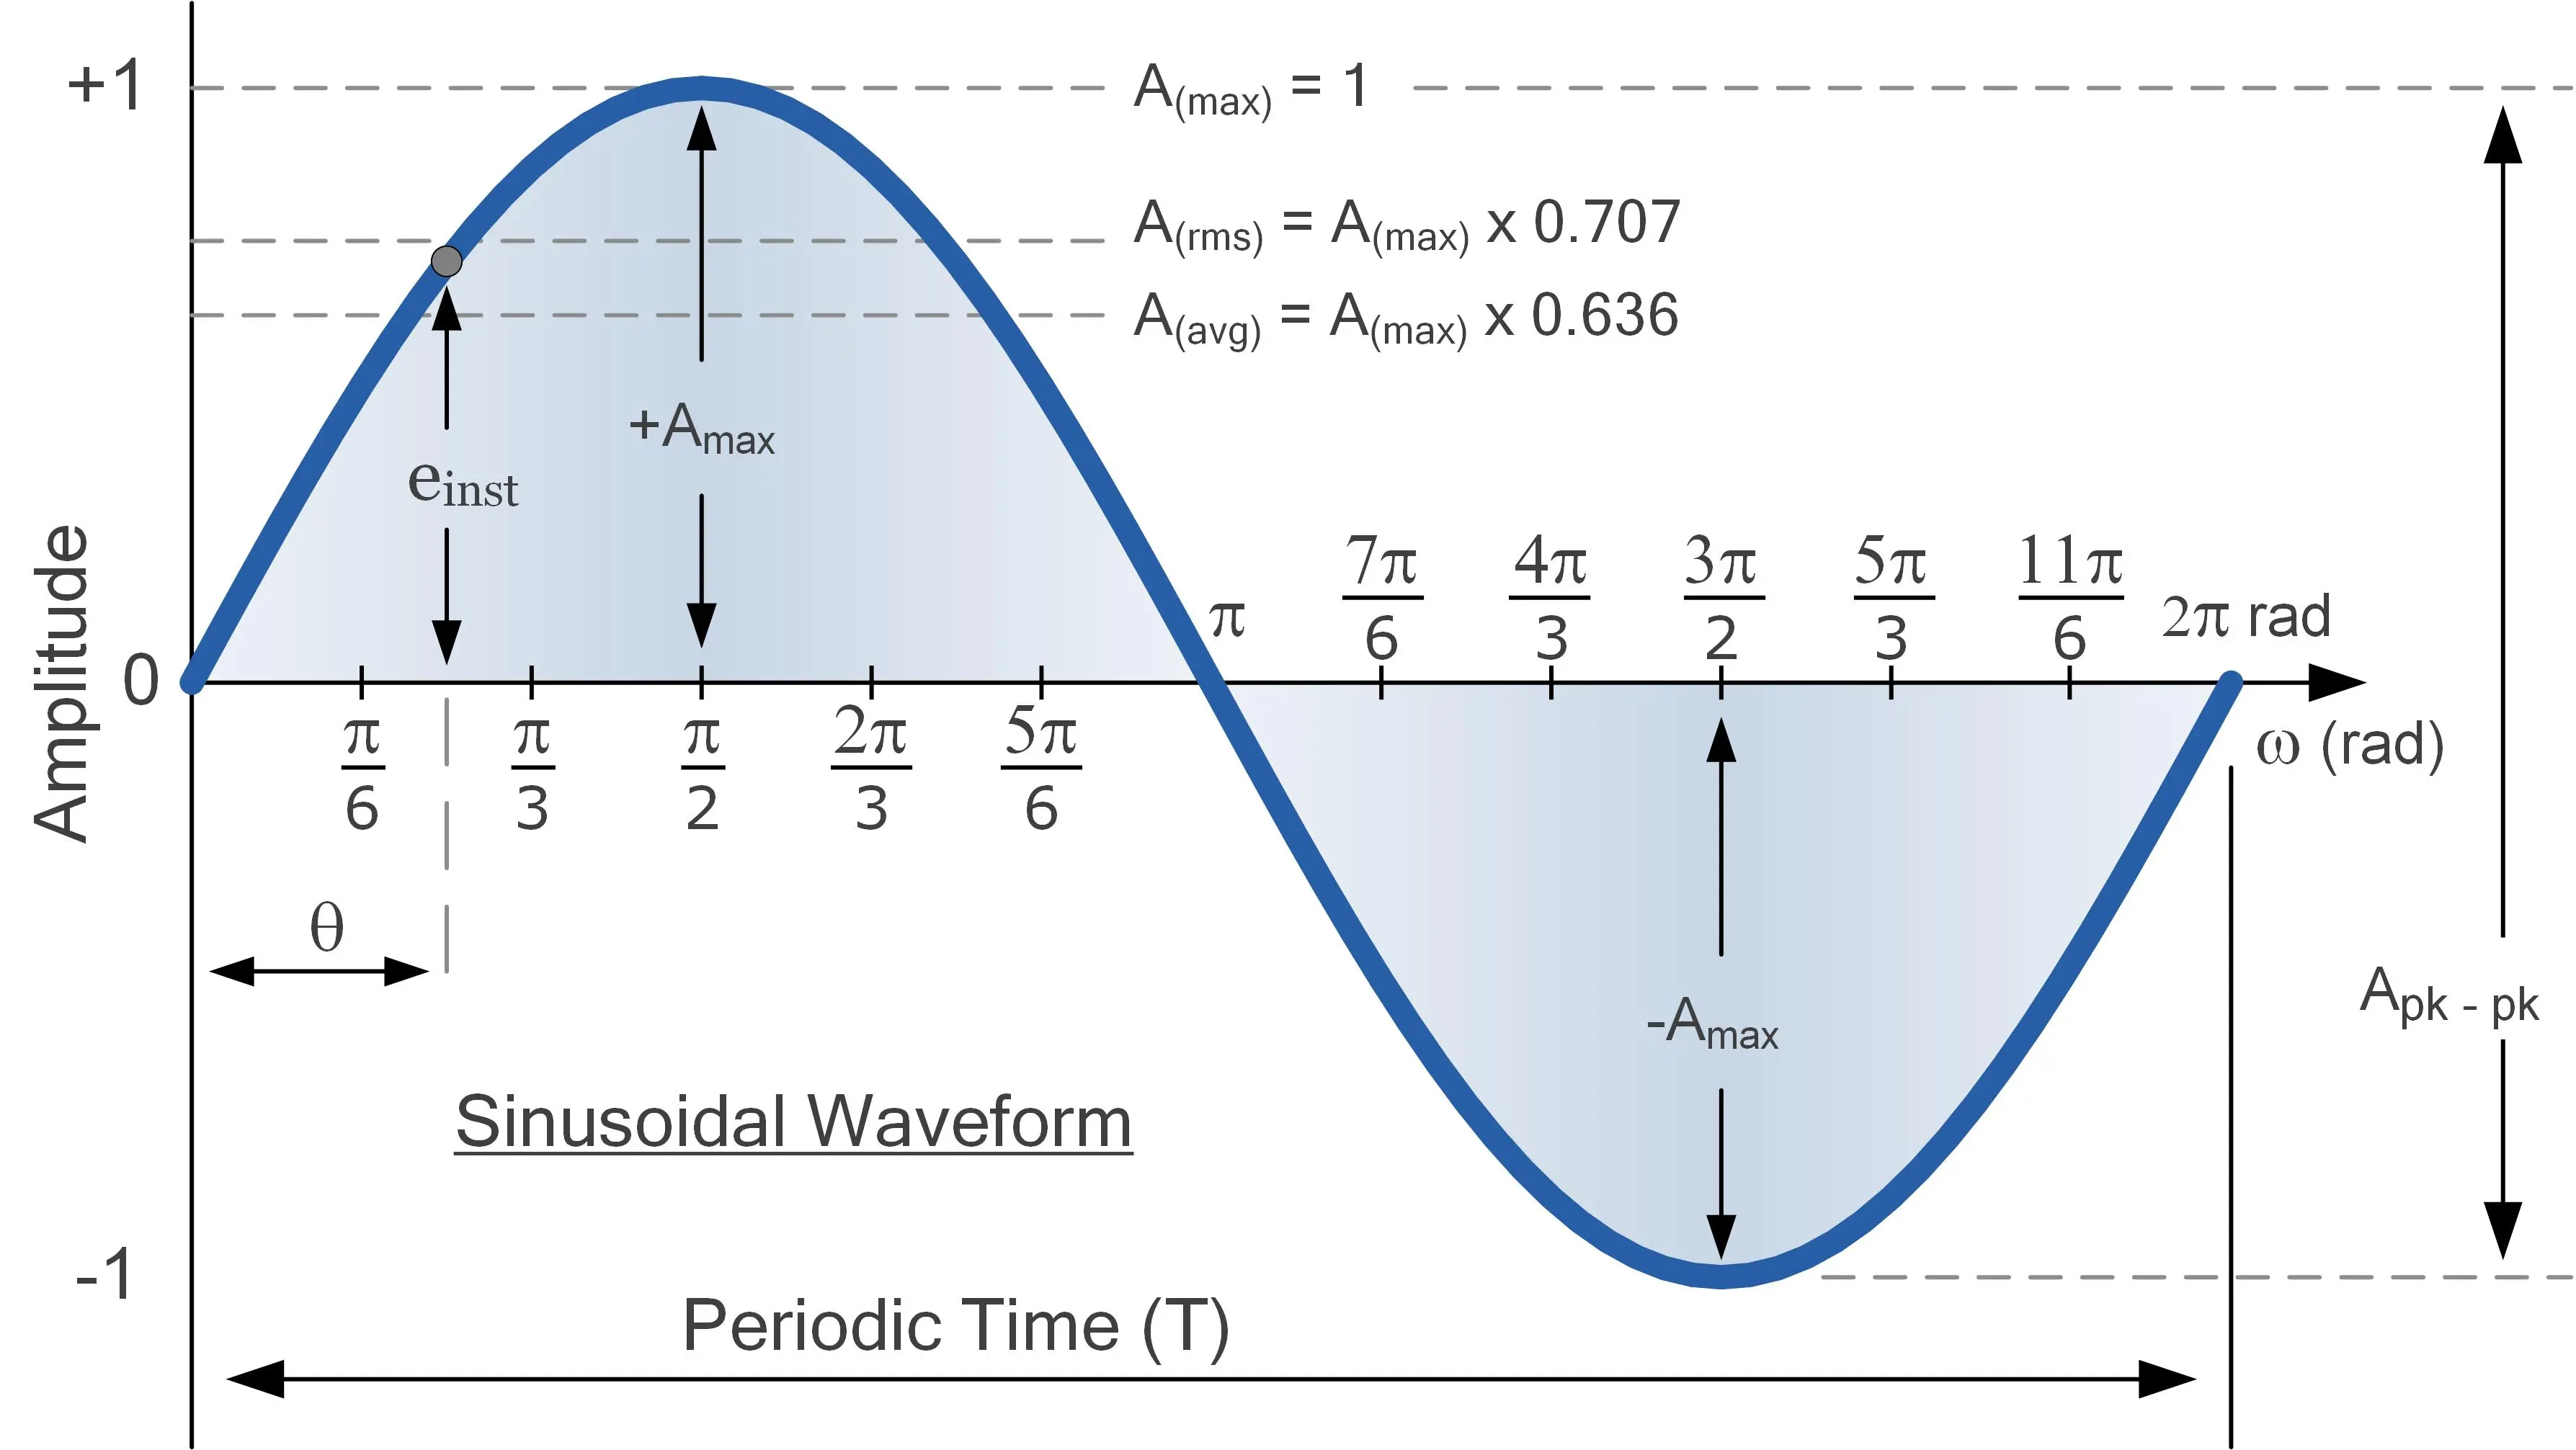 +1
A(max) = 1
A(rms) = A(max) x 0.707
A(avg) = A(max) x 0.636
+Amax
einst
Amplitude
0
π/6
π/3
π/2
2π/3
5π/6
π
7π/6
4π/3
3π/2
5π/3
11π/6
2π rad
ω (rad)
θ
-Amax
Apk - pk
Sinusoidal Waveform
-1
Periodic Time (T)